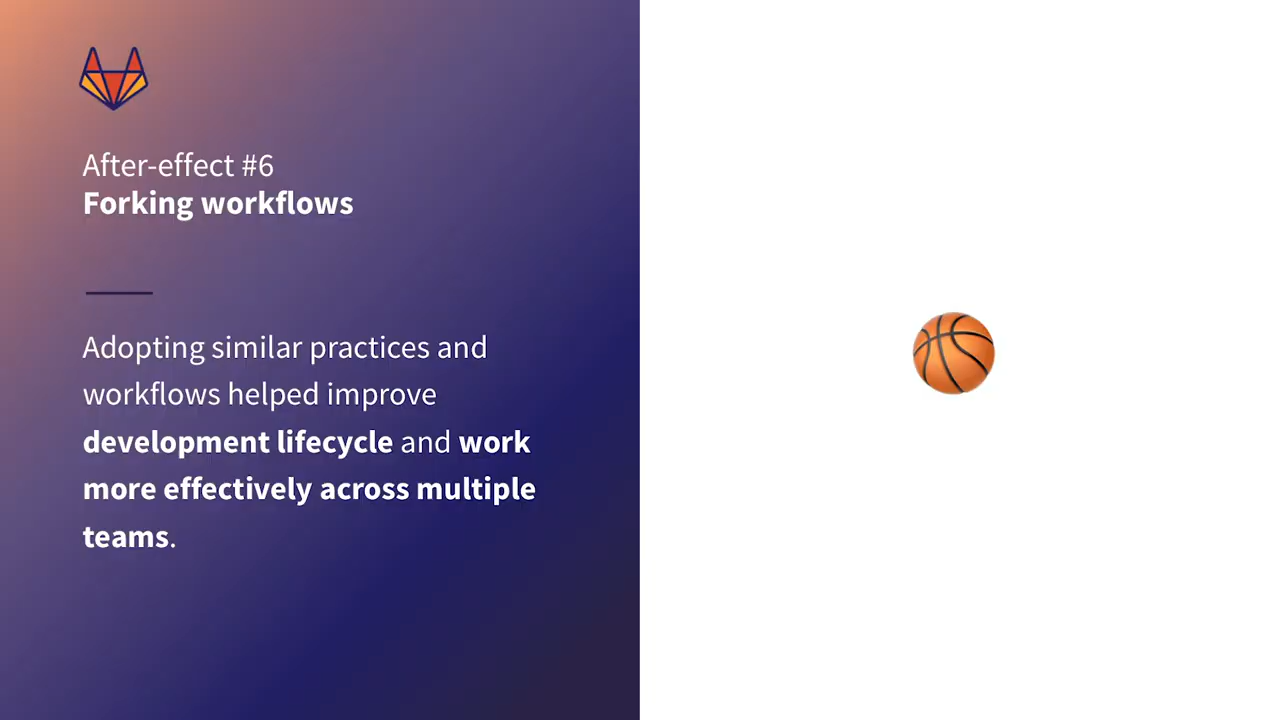 After-effect #6
Forking workflows
Adopting similar practices and
workflows helped improve
development lifecycle and work
more effectively across multiple
teams.